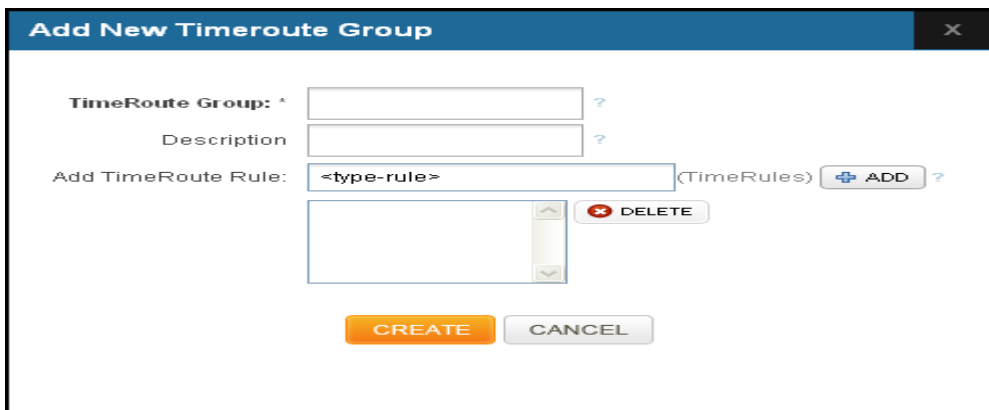 Add New Timeroute Group x
TimeRoute Group: * ?
Description ?
Add TimeRoute Rule: <type-rule> (TimeRules) ADD ?
DELETE
CREATE CANCEL